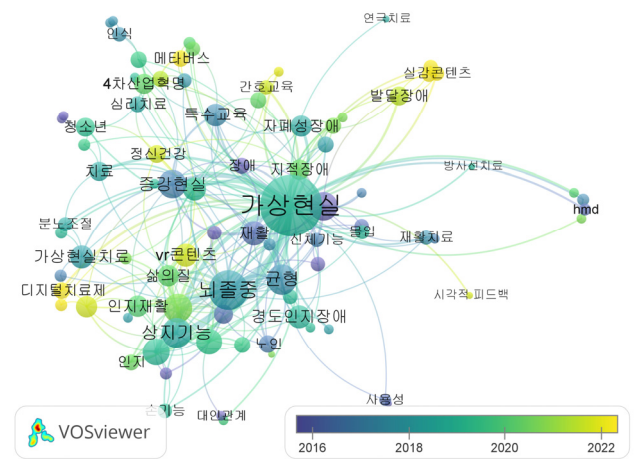 연극치료
인식
메타버스
실감콘텐츠
4차산업혁명
간호교육
발달장애
심리치료
특수교육
자폐성장애
청소년
정신건강
장애
지적장애
방사선치료
치료
증강현실
가상현실
hmd
분노조절
재활
신체기능
몰입
재활치료
가상현실치료
vr콘텐츠
삶의질
균형
디지털치료제
뇌졸중
시각적 피드백
인지재활
경도인지장애
상지기능
노인
인지
사용성
손기능
대인관계
VOSviewer
2016
2018
2020
2022